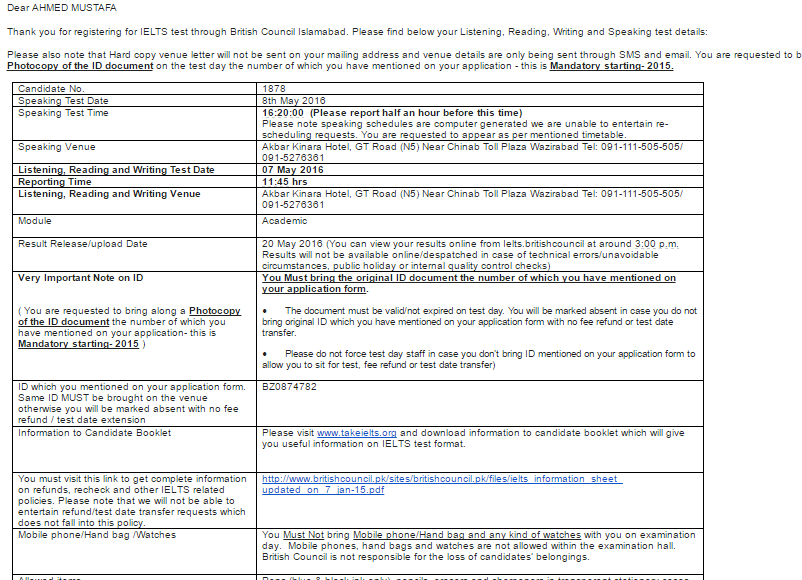 Dear AHMED MUSTAFA
Thank you for registering for IELTS test through British Council Islamabad. Please find below your Listening, Reading, Writing and Speaking test details:
Please also note that Hard copy venue letter will not be sent on your mailing address and venue details are only being sent through SMS and email. You are requested to b
Photocopy of the ID document on the test day the number of which you have mentioned on your application - this is Mandatory starting- 2015.
Candidate No.
1878
Speaking Test Date
8th May 2016
Speaking Test Time
16:20:00 (Please report half an hour before this time)
Please note speaking schedules are computer generated we are unable to entertain re-
scheduling requests. You are requested to appear as per mentioned timetable.
Speaking Venue
Akbar Kinara Hotel, GT Road (N5) Near Chinab Toll Plaza Wazirabad Tel: 091-111-505-505/
091-5276361
Listening, Reading and Writing Test Date
07 May 2016
Reporting Time
11:45 hrs
Listening, Reading and Writing Venue
Akbar Kinara Hotel, GT Road (N5) Near Chinab Toll Plaza Wazirabad Tel: 091-111-505-505/
091-5276361
Module
Academic
Result Release/upload Date
20 May 2016 (You can view your results online from Ielts.britishcouncil at around 3:00 p.m.
Results will not be available online/despatched in case of technical errors/unavoidable
circumstances, public holiday or internal quality control checks)
Very Important Note on ID
( You are requested to bring along a Photocopy
of the ID document the number of which you
have mentioned on your application- this is
Mandatory starting- 2015 )
You Must bring the original ID document the number of which you have mentioned on
your application form.
• The document must be valid/not expired on test day. You will be marked absent in case you do not
bring original ID which you have mentioned on your application form with no fee refund or test date
transfer.
• Please do not force test day staff in case you don't bring ID mentioned on your application form to
allow you to sit for test, fee refund or test date transfer)
ID which you mentioned on your application form.
Same ID MUST be brought on the venue
otherwise you will be marked absent with no fee
refund / test date extension
BZ0874782
Information to Candidate Booklet
Please visit www.takeielts.org and download information to candidate booklet which will give
you useful information on IELTS test format.
You must visit this link to get complete information
on refunds, recheck and other IELTS related
policies. Please note that we will not be able to
entertain refund/test date transfer requests which
does not fall into this policy.
http://www.britishcouncil.pk/sites/britishcouncil.pk/files/ielts_information_sheet_
updated_on_7_jan-15.pdf
Mobile phone/Hand bag /Watches
You Must Not bring Mobile phone/Hand bag and any kind of watches with you on examination
day. Mobile phones, hand bags and watches are not allowed within the examination hall.
British Council is not responsible for the loss of candidates' belongings.